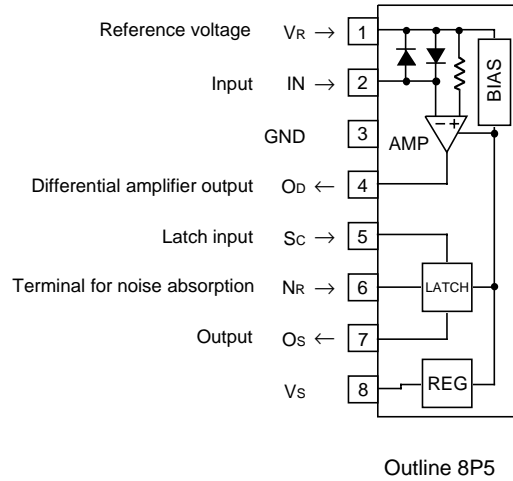 Reference voltage VR → 1
Input IN → 2
GND 3
Differential amplifier output OD ← 4
Latch input SC → 5
Terminal for noise absorption NR → 6
Output OS ← 7
VS 8
BIAS
− +
AMP
LATCH
REG
Outline 8P5